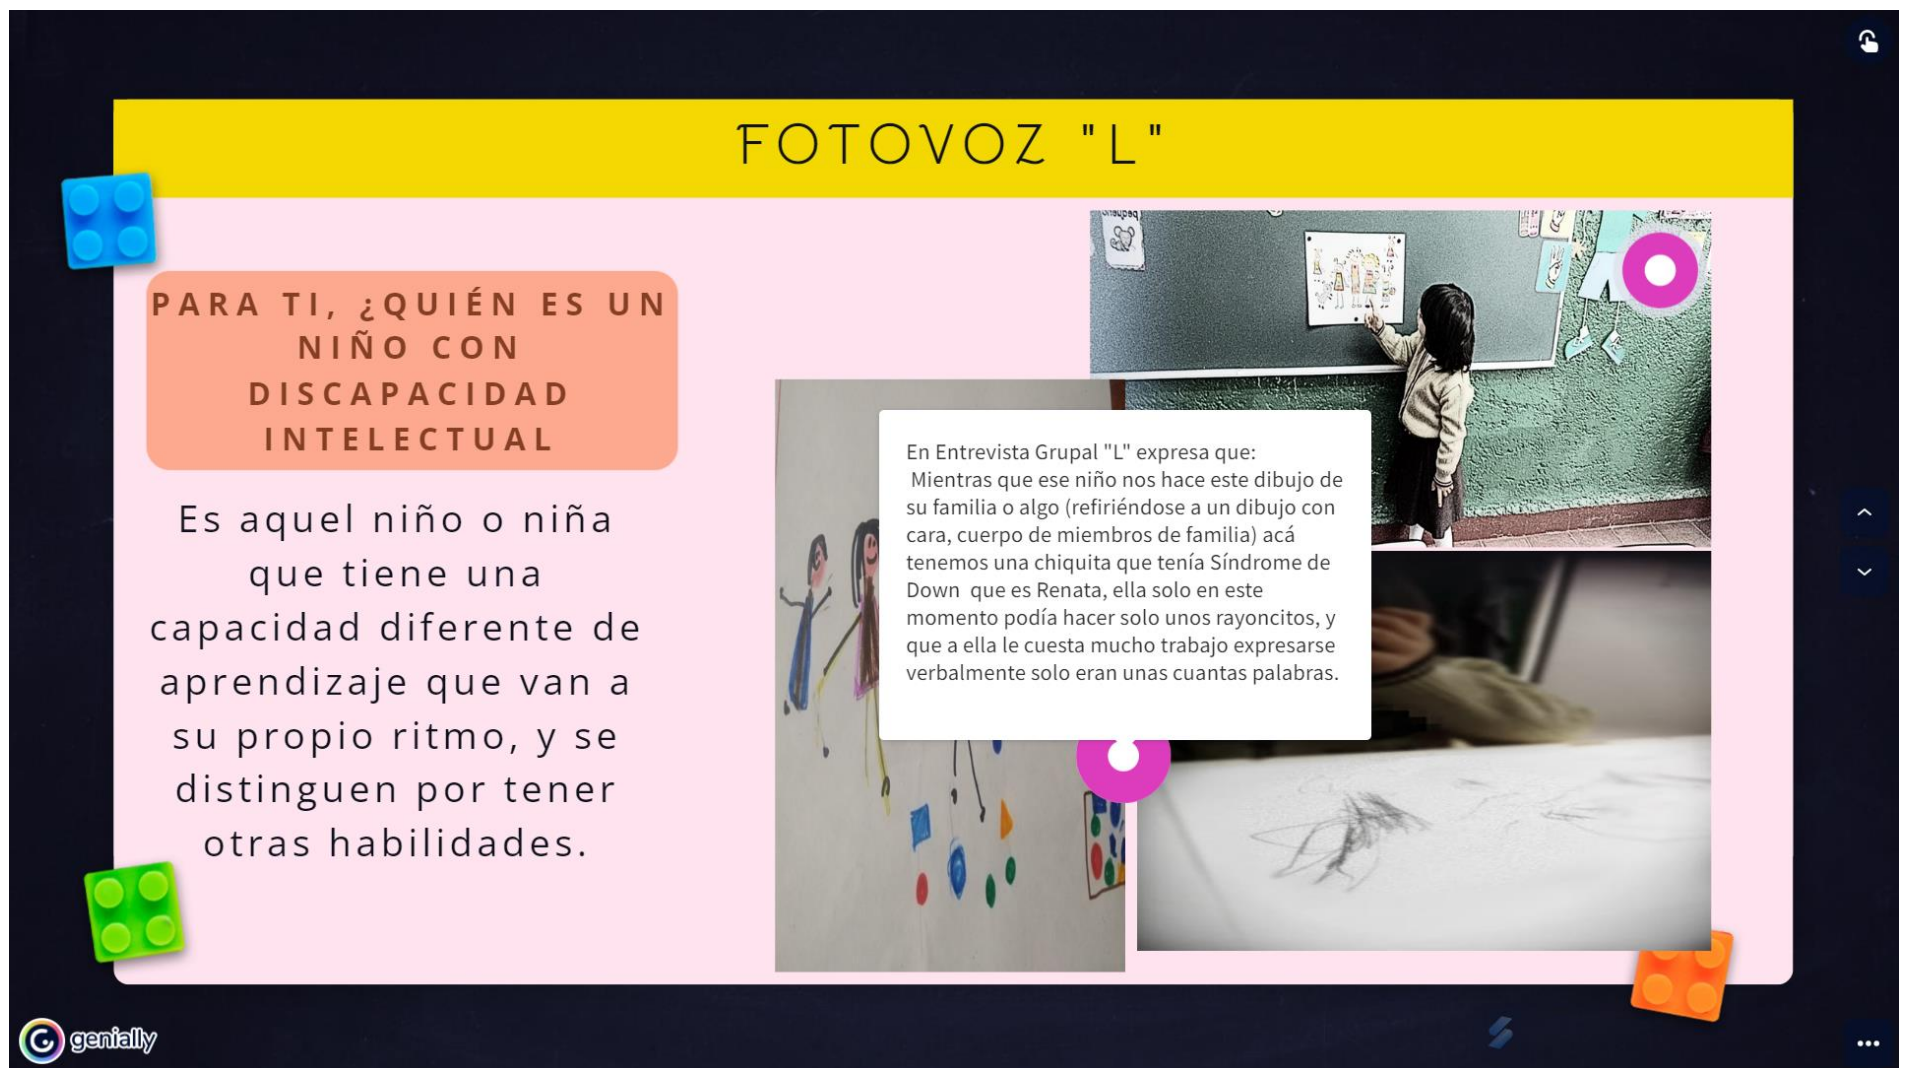 FOTOVOZ "L"
PARA TI, ¿QUIÉN ES UN
NIÑO CON
DISCAPACIDAD
INTELECTUAL
Es aquel niño o niña
que tiene una
capacidad diferente de
aprendizaje que van a
su propio ritmo, y se
distinguen por tener
otras habilidades.
En Entrevista Grupal "L" expresa que:
Mientras que ese niño nos hace este dibujo de
su familia o algo (refiriéndose a un dibujo con
cara, cuerpo de miembros de familia) acá
tenemos una chiquita que tenía Síndrome de
Down que es Renata, ella solo en este
momento podía hacer solo unos rayoncitos, y
que a ella le cuesta mucho trabajo expresarse
verbalmente solo eran unas cuantas palabras.
genially